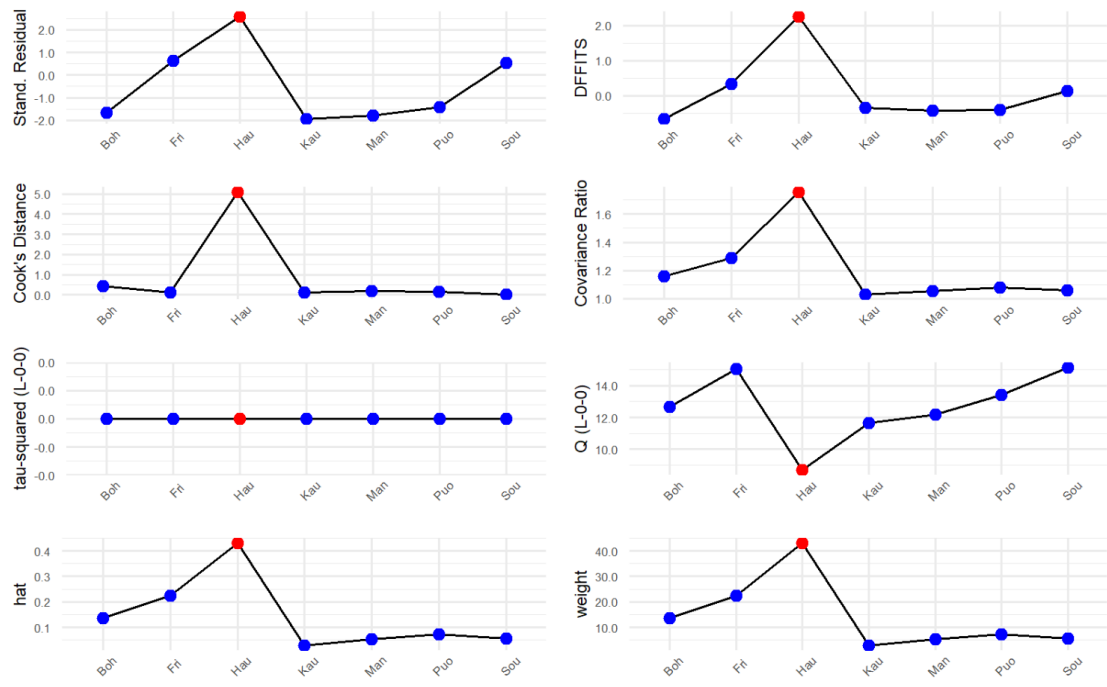 Stand. Residual
2.0
1.0
0.0
-1.0
-2.0
Boh Fri Hau Kau Man Puo Sou
DFFITS
2.0
1.0
0.0
Boh Fri Hau Kau Man Puo Sou
Cook's Distance
5.0
4.0
3.0
2.0
1.0
0.0
Boh Fri Hau Kau Man Puo Sou
Covariance Ratio
1.6
1.4
1.2
1.0
Boh Fri Hau Kau Man Puo Sou
tau-squared (L-0-0)
0.0
0.0
0.0
-0.0
-0.0
Boh Fri Hau Kau Man Puo Sou
Q (L-0-0)
14.0
12.0
10.0
Boh Fri Hau Kau Man Puo Sou
hat
0.4
0.3
0.2
0.1
Boh Fri Hau Kau Man Puo Sou
weight
40.0
30.0
20.0
10.0
Boh Fri Hau Kau Man Puo Sou